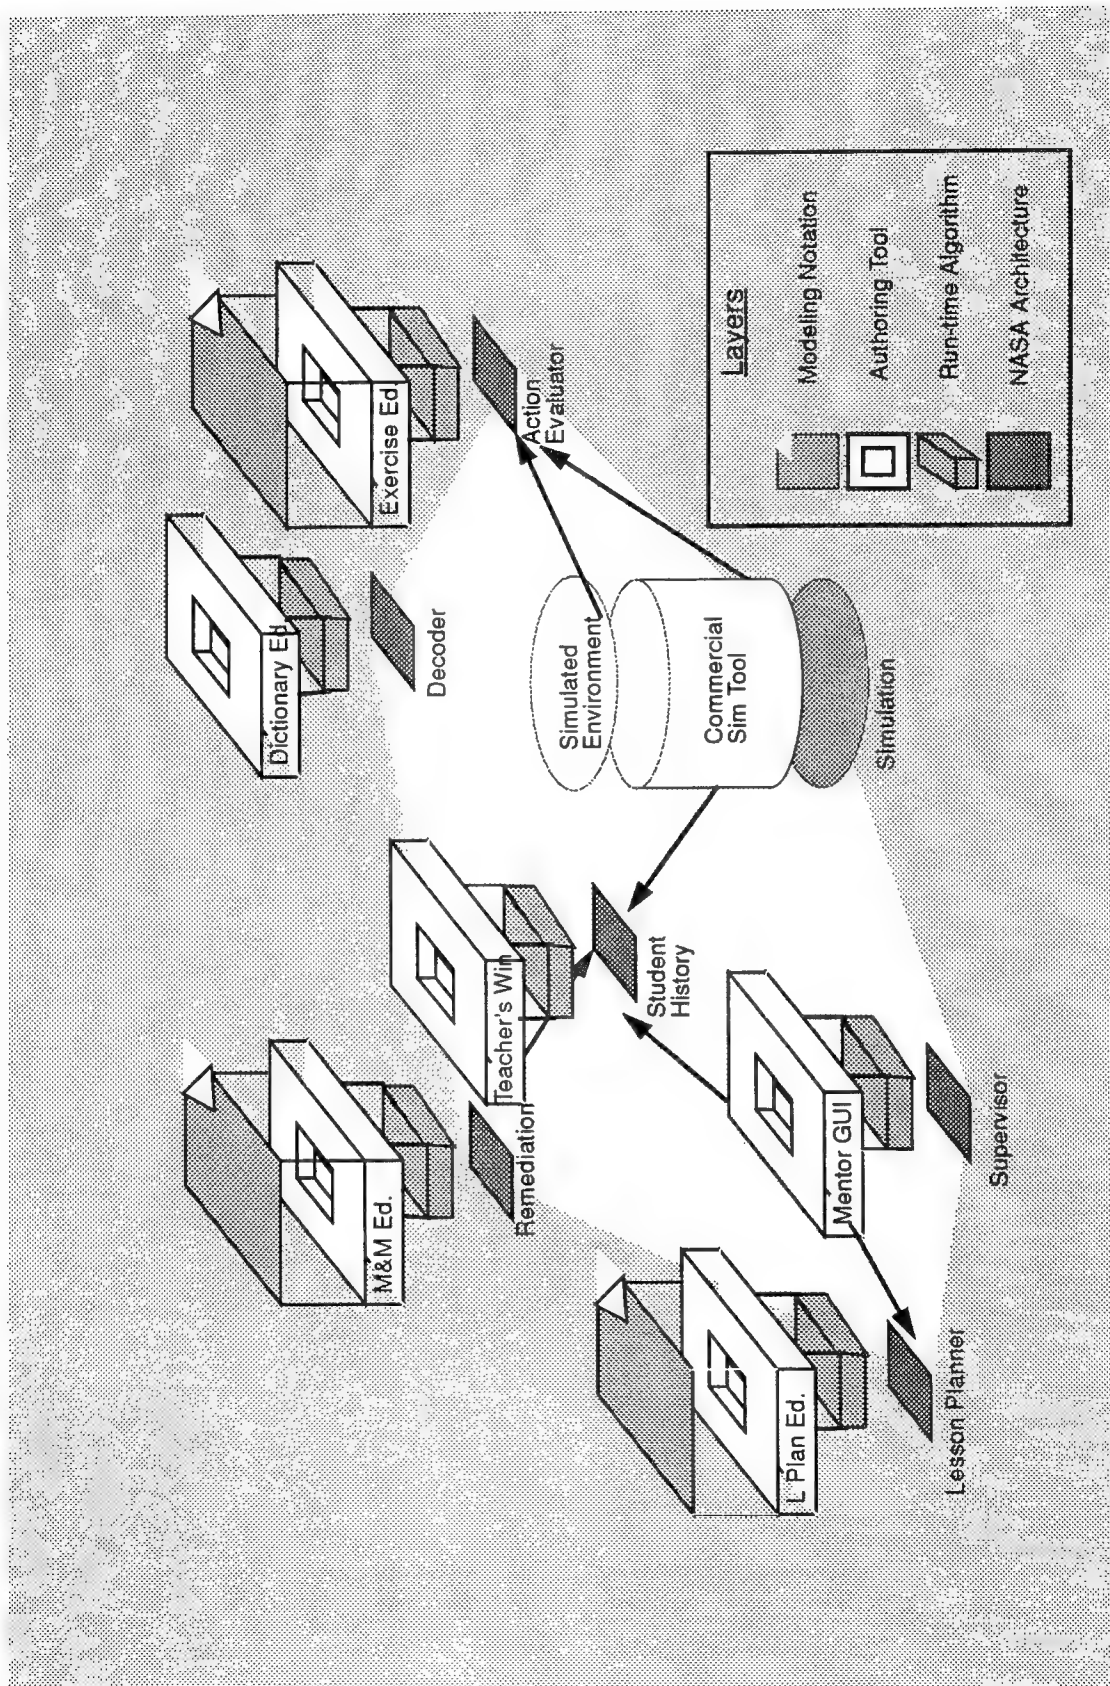 M&M Ed.
Remediation
Teacher's Win
Student
History
Dictionary Ed
Decoder
Exercise Ed.
Action
Evaluator
L Plan Ed.
Lesson Planner
Mentor GUI
Supervisor
Simulated
Environment
Commercial
Sim Tool
Simulation
Layers
Modeling Notation
Authoring Tool
Run-time Algorithm
NASA Architecture